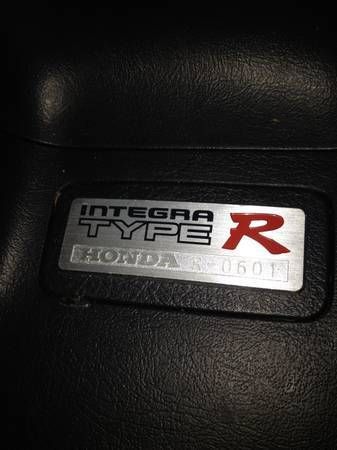 INTEGRA
TYPE R
HONDA R-0601